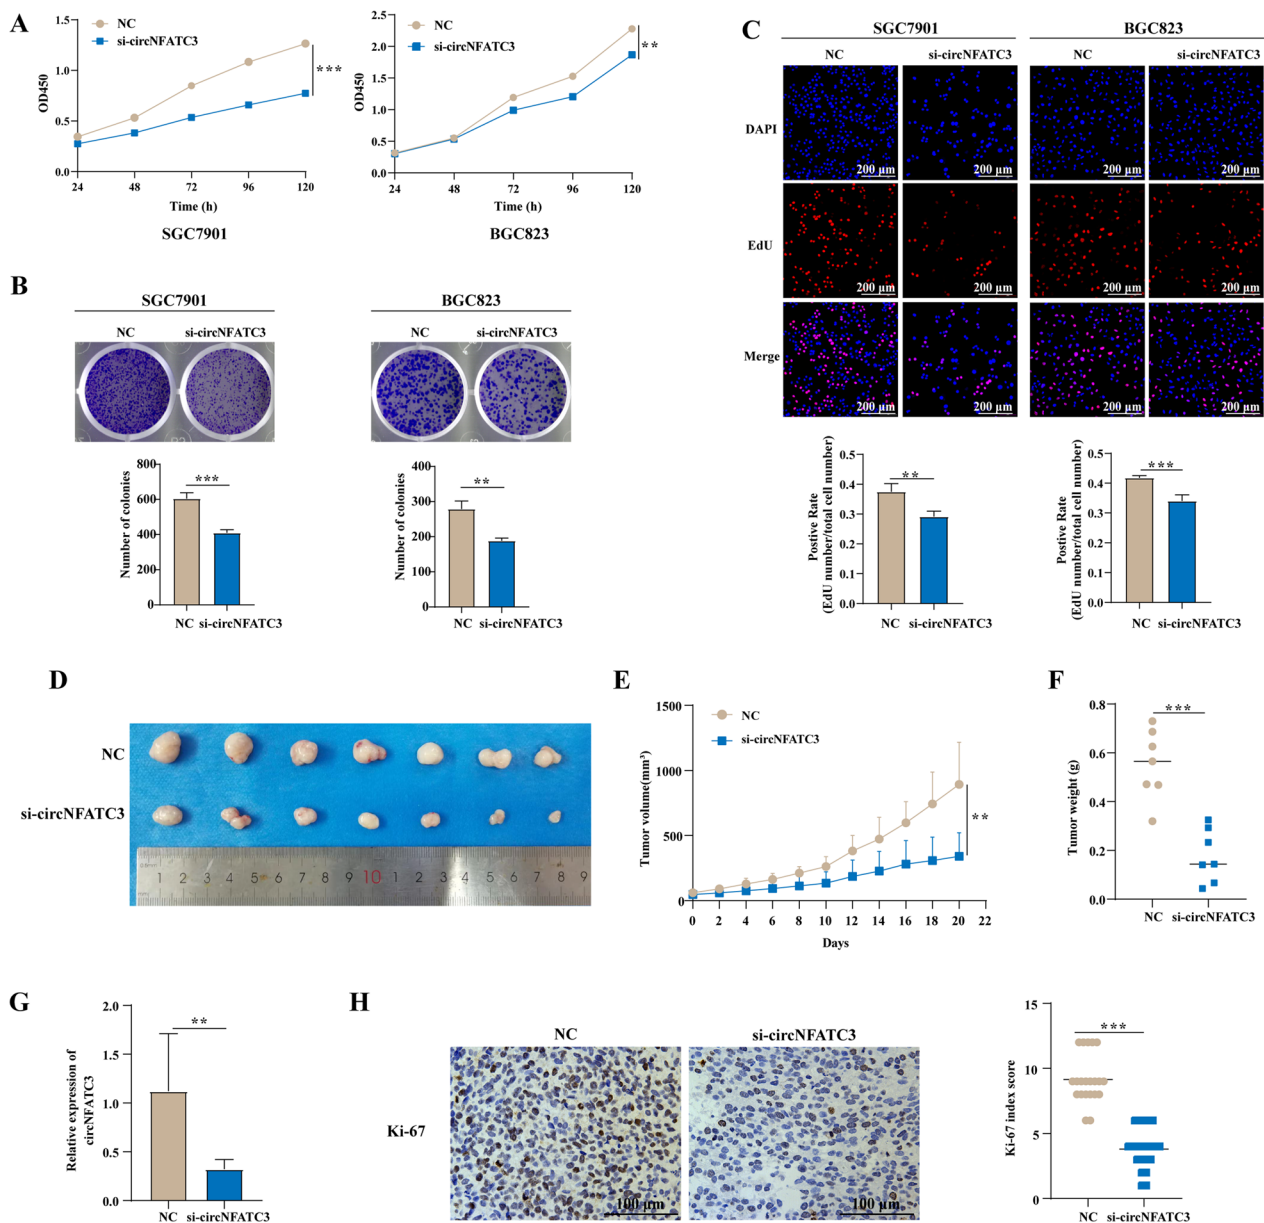 A
NC
si-circNFATC3
1.5
1.0
0.5
0.0
OD450
***
24 48 72 96 120
Time (h)
SGC7901
NC
si-circNFATC3
2.5
2.0
1.5
1.0
0.5
0.0
OD450
**
24 48 72 96 120
Time (h)
BGC823
B
SGC7901
NC si-circNFATC3
BGC823
NC si-circNFATC3
800
600
400
200
0
Number of colonies
***
NC si-circNFATC3
400
300
200
100
0
Number of colonies
**
NC si-circNFATC3
C
SGC7901 BGC823
NC si-circNFATC3 NC si-circNFATC3
DAPI
200 μm 200 μm 200 μm 200 μm
EdU
200 μm 200 μm 200 μm 200 μm
Merge
200 μm 200 μm 200 μm 200 μm
Postive Rate
(EdU number/total cell number)
0.5
0.4
0.3
0.2
0.1
0.0
**
NC si-circNFATC3
Postive Rate
(EdU number/total cell number)
0.5
0.4
0.3
0.2
0.1
0.0
***
NC si-circNFATC3
D
NC
si-circNFATC3
1 2 3 4 5 6 7 8 9 10 1 2 3 4 5 6 7 8 9
E
NC
si-circNFATC3
1500
1000
500
0
Tumor volume(mm³)
**
0 2 4 6 8 10 12 14 16 18 20 22
Days
F
0.8
0.6
0.4
0.2
0.0
Tumor weight (g)
***
NC si-circNFATC3
G
2.0
1.5
1.0
0.5
0.0
Relative expression of
circNFATC3
**
NC si-circNFATC3
H
NC si-circNFATC3
Ki-67
100 μm 100 μm
15
10
5
0
Ki-67 index score
***
NC si-circNFATC3